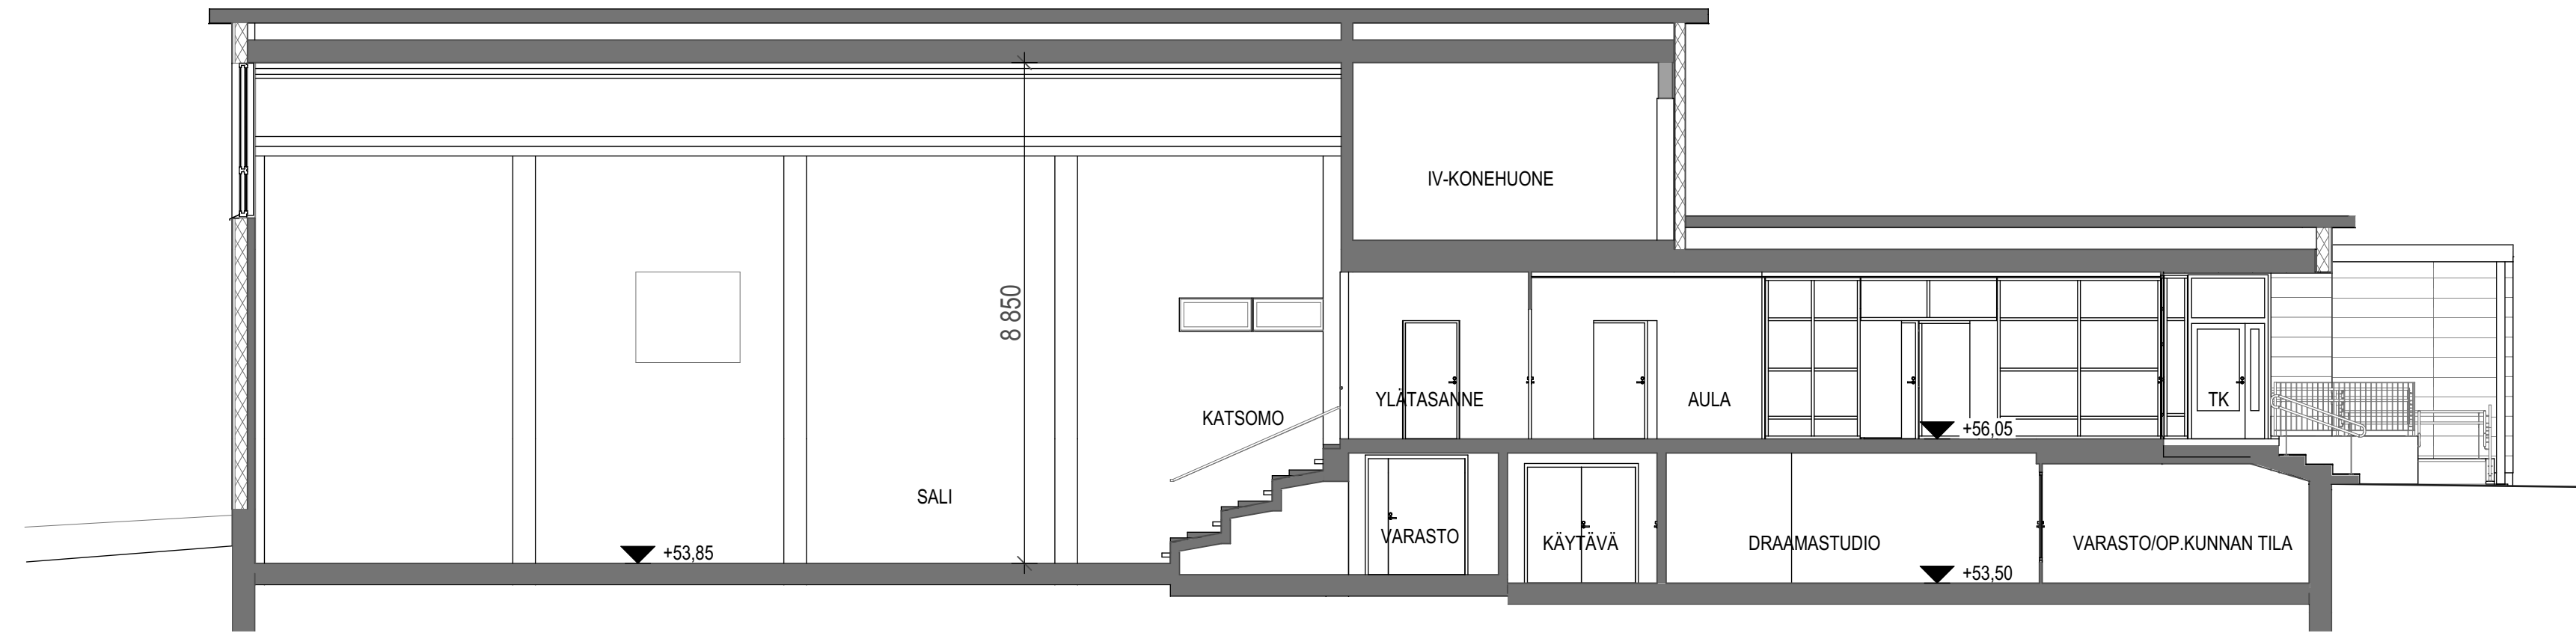 IV-KONEHUONE
8 850
KATSOMO
YLÄTASANNE
AULA
TK
+56,05
SALI
VARASTO
KÄYTÄVÄ
DRAAMASTUDIO
VARASTO/OP.KUNNAN TILA
+53,85
+53,50